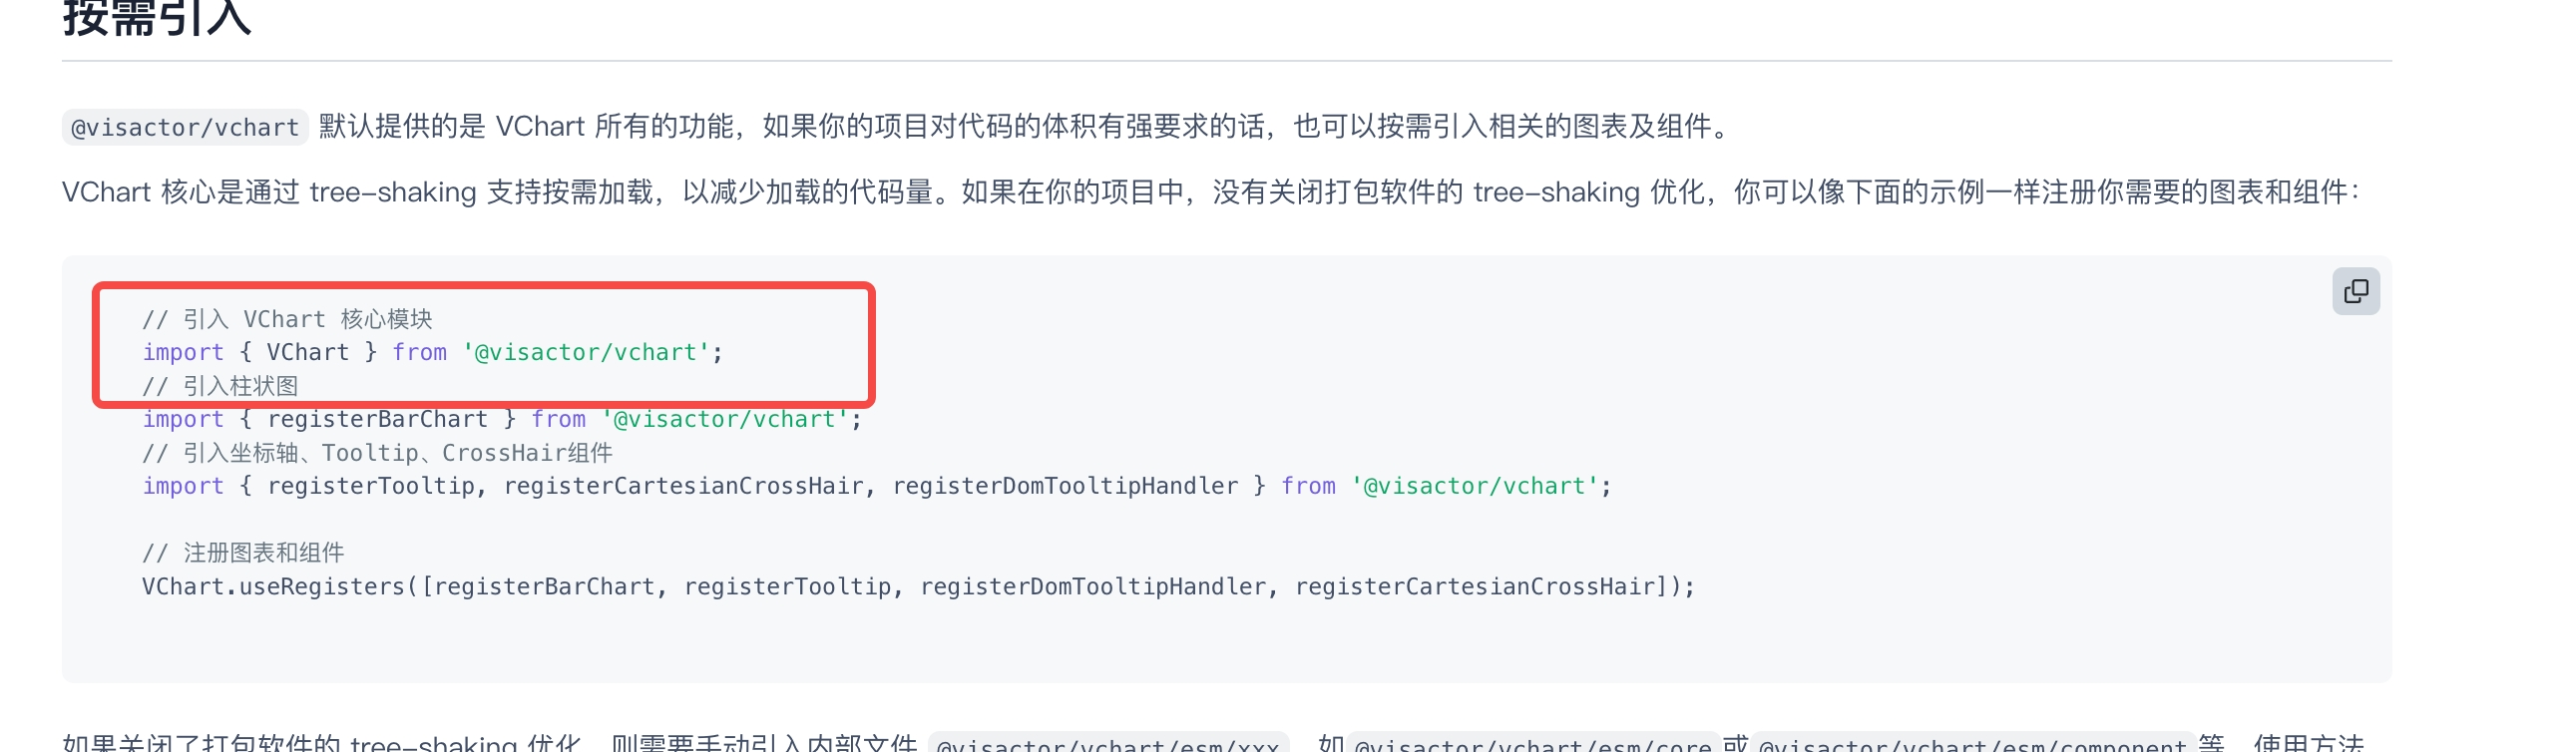 按需引入
@visactor/vchart 默认提供的是 VChart 所有的功能，如果你的项目对代码的体积有强要求的话，也可以按需引入相关的图表及组件。
VChart 核心是通过 tree-shaking 支持按需加载，以减少加载的代码量。如果在你的项目中，没有关闭打包软件的 tree-shaking 优化，你可以像下面的示例一样注册你需要的图表和组件：
// 引入 VChart 核心模块
import { VChart } from '@visactor/vchart';
// 引入柱状图
import { registerBarChart } from '@visactor/vchart';
// 引入坐标轴、Tooltip、CrossHair组件
import { registerTooltip, registerCartesianCrossHair, registerDomTooltipHandler } from '@visactor/vchart';
// 注册图表和组件
VChart.useRegisters([registerBarChart, registerTooltip, registerDomTooltipHandler, registerCartesianCrossHair]);
如果关闭了打包软件的 tree-shaking 优化，则需要手动引入内部文件 @visactor/vchart/esm/xxx ，如 @visactor/vchart/esm/core 或 @visactor/vchart/esm/component 等，使用方法